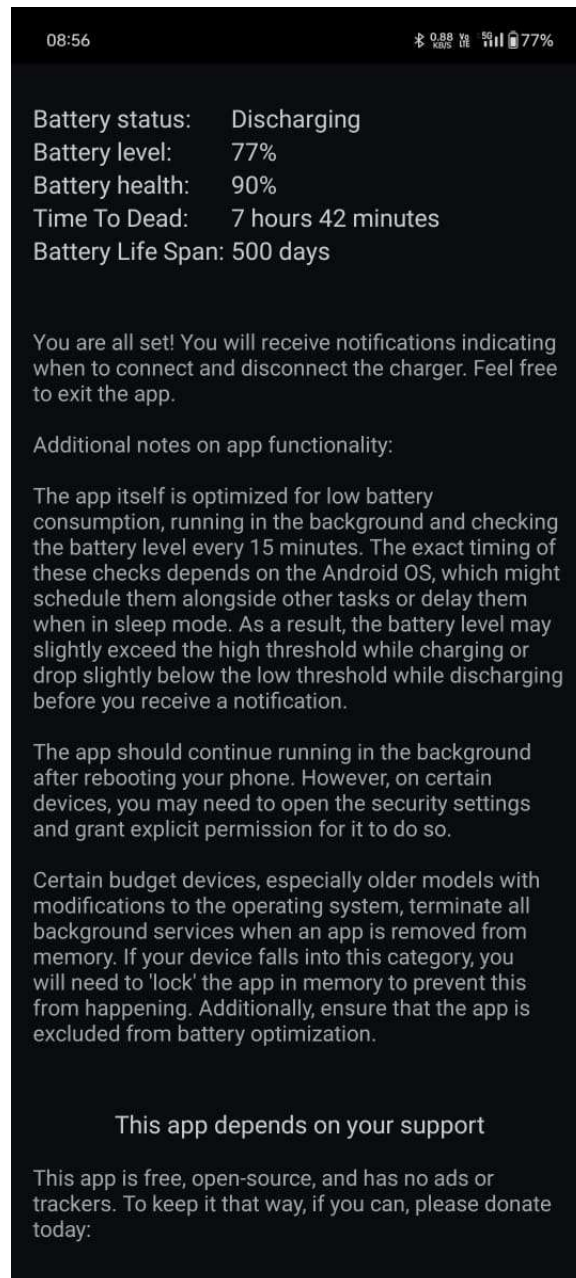 08:56 0.88 KB/S Vo LTE 5G 77%
Battery status: Discharging
Battery level: 77%
Battery health: 90%
Time To Dead: 7 hours 42 minutes
Battery Life Span: 500 days
You are all set! You will receive notifications indicating
when to connect and disconnect the charger. Feel free
to exit the app.
Additional notes on app functionality:
The app itself is optimized for low battery
consumption, running in the background and checking
the battery level every 15 minutes. The exact timing of
these checks depends on the Android OS, which might
schedule them alongside other tasks or delay them
when in sleep mode. As a result, the battery level may
slightly exceed the high threshold while charging or
drop slightly below the low threshold while discharging
before you receive a notification.
The app should continue running in the background
after rebooting your phone. However, on certain
devices, you may need to open the security settings
and grant explicit permission for it to do so.
Certain budget devices, especially older models with
modifications to the operating system, terminate all
background services when an app is removed from
memory. If your device falls into this category, you
will need to 'lock' the app in memory to prevent this
from happening. Additionally, ensure that the app is
excluded from battery optimization.
This app depends on your support
This app is free, open-source, and has no ads or
trackers. To keep it that way, if you can, please donate
today: